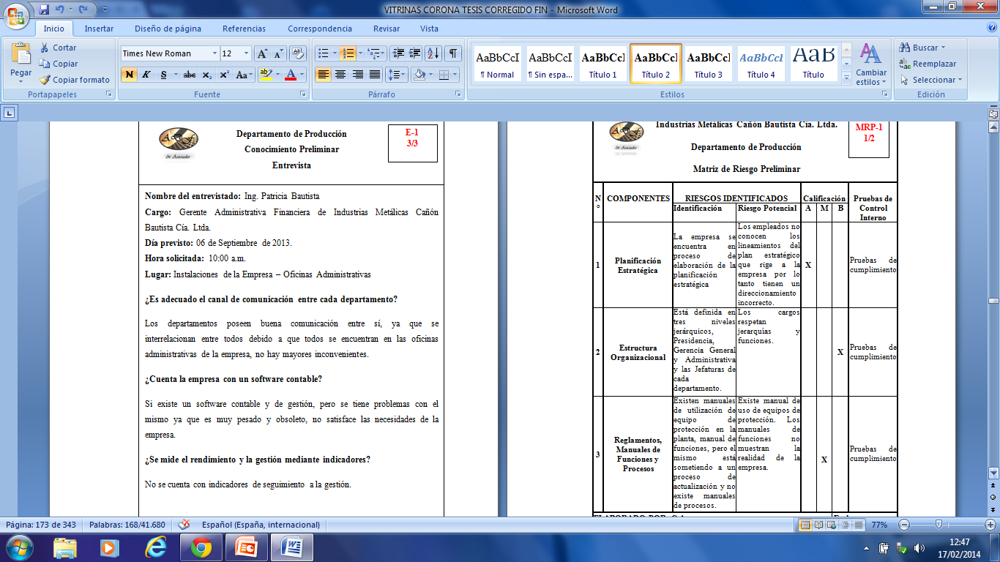 VITRINAS CORONA TESIS CORREGIDO FIN - Microsoft Word
Inicio Insertar Diseño de página Referencias Correspondencia Revisar Vista
Pegar
Cortar
Copiar
Copiar formato
Portapapeles
Times New Roman 12
N K S abc x₂ x² Aa
Fuente
Párrafo
AaBbCcI AaBbCcI AaBbCcI AaBbCcI AaBbCcI AaBbCcI AaB
¶ Normal ¶ Sin espa... Título 1 Título 2 Título 3 Título 4 Título
Cambiar
estilos
Estilos
Buscar
Reemplazar
Seleccionar
Edición
Departamento de Producción
Conocimiento Preliminar
Entrevista
E-1
3/3
Nombre del entrevistado: Ing. Patricia Bautista
Cargo: Gerente Administrativa Financiera de Industrias Metálicas Cañón
Bautista Cía. Ltda.
Día previsto: 06 de Septiembre de 2013.
Hora solicitada: 10:00 a.m.
Lugar: Instalaciones de la Empresa – Oficinas Administrativas
¿Es adecuado el canal de comunicación entre cada departamento?
Los departamentos poseen buena comunicación entre sí, ya que se
interrelacionan entre todos debido a que todos se encuentran en las oficinas
administrativas de la empresa, no hay mayores inconvenientes.
¿Cuenta la empresa con un software contable?
Si existe un software contable y de gestión, pero se tiene problemas con el
mismo ya que es muy pesado y obsoleto, no satisface las necesidades de la
empresa.
¿Se mide el rendimiento y la gestión mediante indicadores?
No se cuenta con indicadores de seguimiento a la gestión.
Industrias Metálicas Cañón Bautista Cía. Ltda.
Departamento de Producción
Matriz de Riesgo Preliminar
MRP-1
1/2
N
°
COMPONENTES
RIESGOS IDENTIFICADOS
Identificación
Riesgo Potencial
Calificación
A M B
Pruebas de
Control
Interno
1
Planificación
Estratégica
La empresa se
encuentra en
proceso de
elaboración de la
planificación
estratégica
Los empleados no
conocen los
lineamientos del
plan estratégico
que rige a la
empresa por lo
tanto tienen un
direccionamiento
incorrecto.
X
Pruebas de
cumplimiento
2
Estructura
Organizacional
Está definida en
tres niveles
jerárquicos,
Presidencia,
Gerencia General
y Administrativa
y las Jefaturas de
cada
departamento.
Los cargos
respetan
jerarquías y
funciones.
X
Pruebas de
cumplimiento
3
Reglamentos,
Manuales de
Funciones y
Procesos
Existen manuales
de utilización de
equipo de
protección en la
planta, manual de
funciones, pero el
mismo está
sometiendo a un
proceso de
actualización y no
existe manuales
de procesos.
Existe manual de
uso de equipos de
protección. Los
manuales de
funciones no
muestran la
realidad de la
empresa.
X
Pruebas de
cumplimiento
Página: 173 de 343 Palabras: 168/41.680 Español (España, internacional) 77%
12:47
17/02/2014